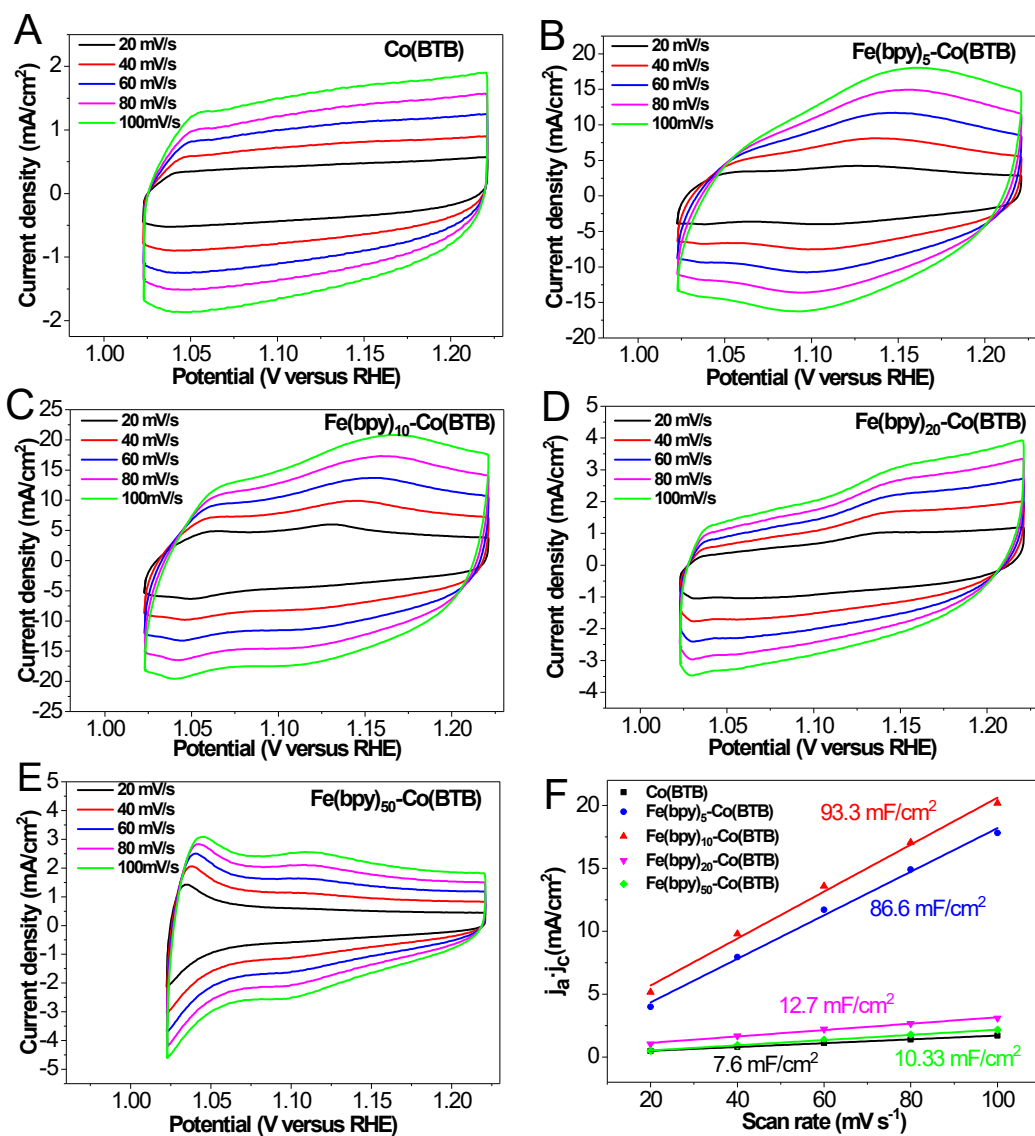 A
Co(BTB)
20 mV/s
40 mV/s
60 mV/s
80 mV/s
100mV/s
Current density (mA/cm²)
2
1
0
-1
-2
1.00 1.05 1.10 1.15 1.20
Potential (V versus RHE)
B
Fe(bpy)₅-Co(BTB)
20 mV/s
40 mV/s
60 mV/s
80 mV/s
100mV/s
Current density (mA/cm²)
20
15
10
5
0
-5
-10
-15
-20
1.00 1.05 1.10 1.15 1.20
Potential (V versus RHE)
C
Fe(bpy)₁₀-Co(BTB)
20 mV/s
40 mV/s
60 mV/s
80 mV/s
100mV/s
Current density (mA/cm²)
25
20
15
10
5
0
-5
-10
-15
-20
-25
1.00 1.05 1.10 1.15 1.20
Potential (V versus RHE)
D
Fe(bpy)₂₀-Co(BTB)
20 mV/s
40 mV/s
60 mV/s
80 mV/s
100mV/s
Current density (mA/cm²)
5
4
3
2
1
0
-1
-2
-3
-4
1.00 1.05 1.10 1.15 1.20
Potential (V versus RHE)
E
Fe(bpy)₅₀-Co(BTB)
20 mV/s
40 mV/s
60 mV/s
80 mV/s
100mV/s
Current density (mA/cm²)
5
4
3
2
1
0
-1
-2
-3
-4
-5
1.00 1.05 1.10 1.15 1.20
Potential (V versus RHE)
F
Co(BTB)
Fe(bpy)₅-Co(BTB)
Fe(bpy)₁₀-Co(BTB)
Fe(bpy)₂₀-Co(BTB)
Fe(bpy)₅₀-Co(BTB)
93.3 mF/cm²
86.6 mF/cm²
12.7 mF/cm²
7.6 mF/cm²
10.33 mF/cm²
jₐ-j꜀(mA/cm²)
20
15
10
5
0
20 40 60 80 100
Scan rate (mV s⁻¹)